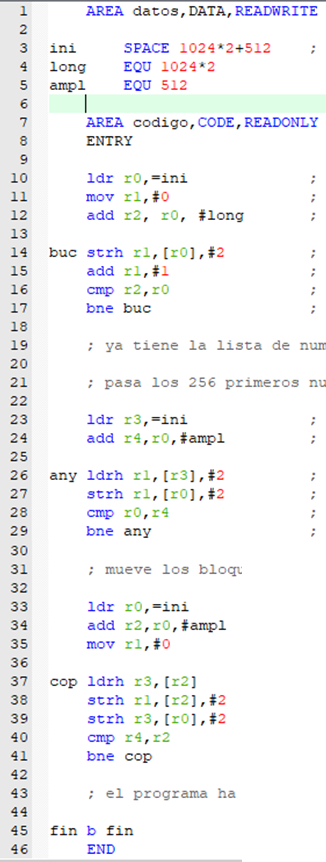 1 AREA datos,DATA,READWRITE
2
3 ini SPACE 1024*2+512 ;
4 long EQU 1024*2
5 ampl EQU 512
6
7 AREA codigo,CODE,READONLY
8 ENTRY
9
10 ldr r0,=ini ;
11 mov r1,#0 ;
12 add r2, r0, #long ;
13
14 buc strh r1,[r0],#2 ;
15 add r1,#1 ;
16 cmp r2,r0 ;
17 bne buc ;
18
19 ; ya tiene la lista de num
20
21 ; pasa los 256 primeros nu
22
23 ldr r3,=ini ;
24 add r4,r0,#ampl ;
25
26 any ldrh r1,[r3],#2 ;
27 strh r1,[r0],#2 ;
28 cmp r0,r4 ;
29 bne any ;
30
31 ; mueve los bloqu
32
33 ldr r0,=ini
34 add r2,r0,#ampl
35 mov r1,#0
36
37 cop ldrh r3,[r2]
38 strh r1,[r2],#2
39 strh r3,[r0],#2
40 cmp r4,r2
41 bne cop
42
43 ; el programa ha
44
45 fin b fin
46 END